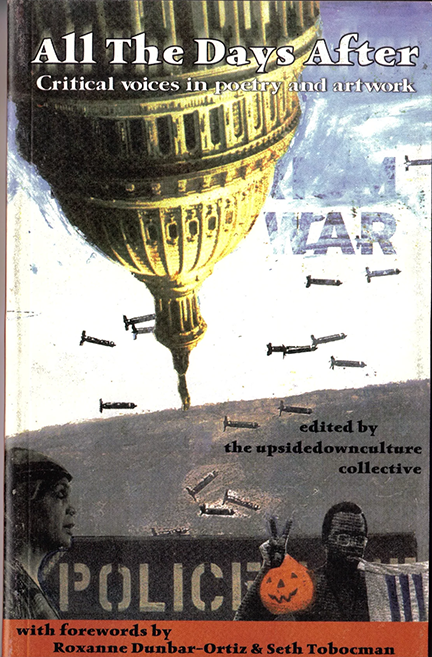 All The Days After
Critical voices in poetry and artwork
WAR
edited by
the upsidedownculture
collective
POLICE
with forewords by
Roxanne Dunbar-Ortiz & Seth Tobocman